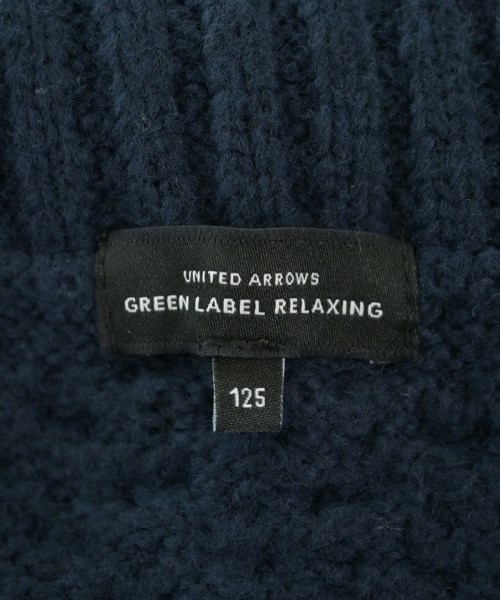 UNITED ARROWS
GREEN LABEL RELAXING
125